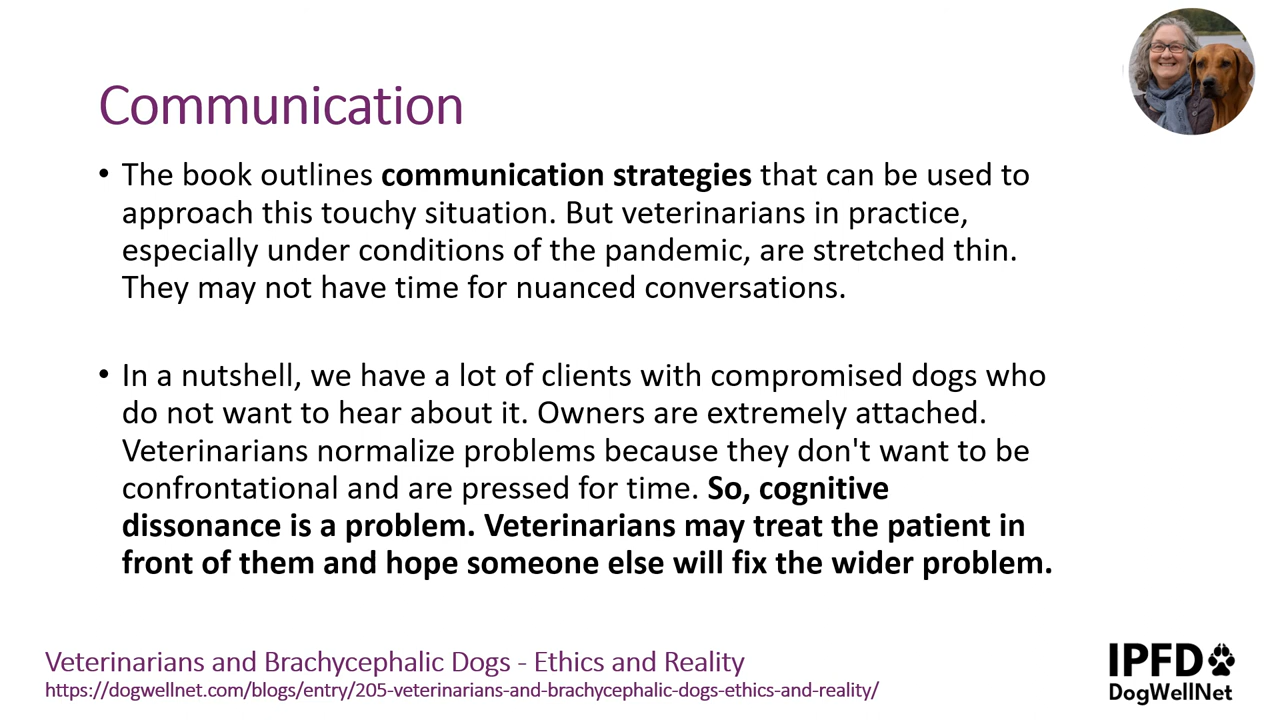 Communication
• The book outlines communication strategies that can be used to
approach this touchy situation. But veterinarians in practice,
especially under conditions of the pandemic, are stretched thin.
They may not have time for nuanced conversations.
• In a nutshell, we have a lot of clients with compromised dogs who
do not want to hear about it. Owners are extremely attached.
Veterinarians normalize problems because they don't want to be
confrontational and are pressed for time. So, cognitive
dissonance is a problem. Veterinarians may treat the patient in
front of them and hope someone else will fix the wider problem.
Veterinarians and Brachycephalic Dogs - Ethics and Reality
https://dogwellnet.com/blogs/entry/205-veterinarians-and-brachycephalic-dogs-ethics-and-reality/
IPFD
DogWellNet